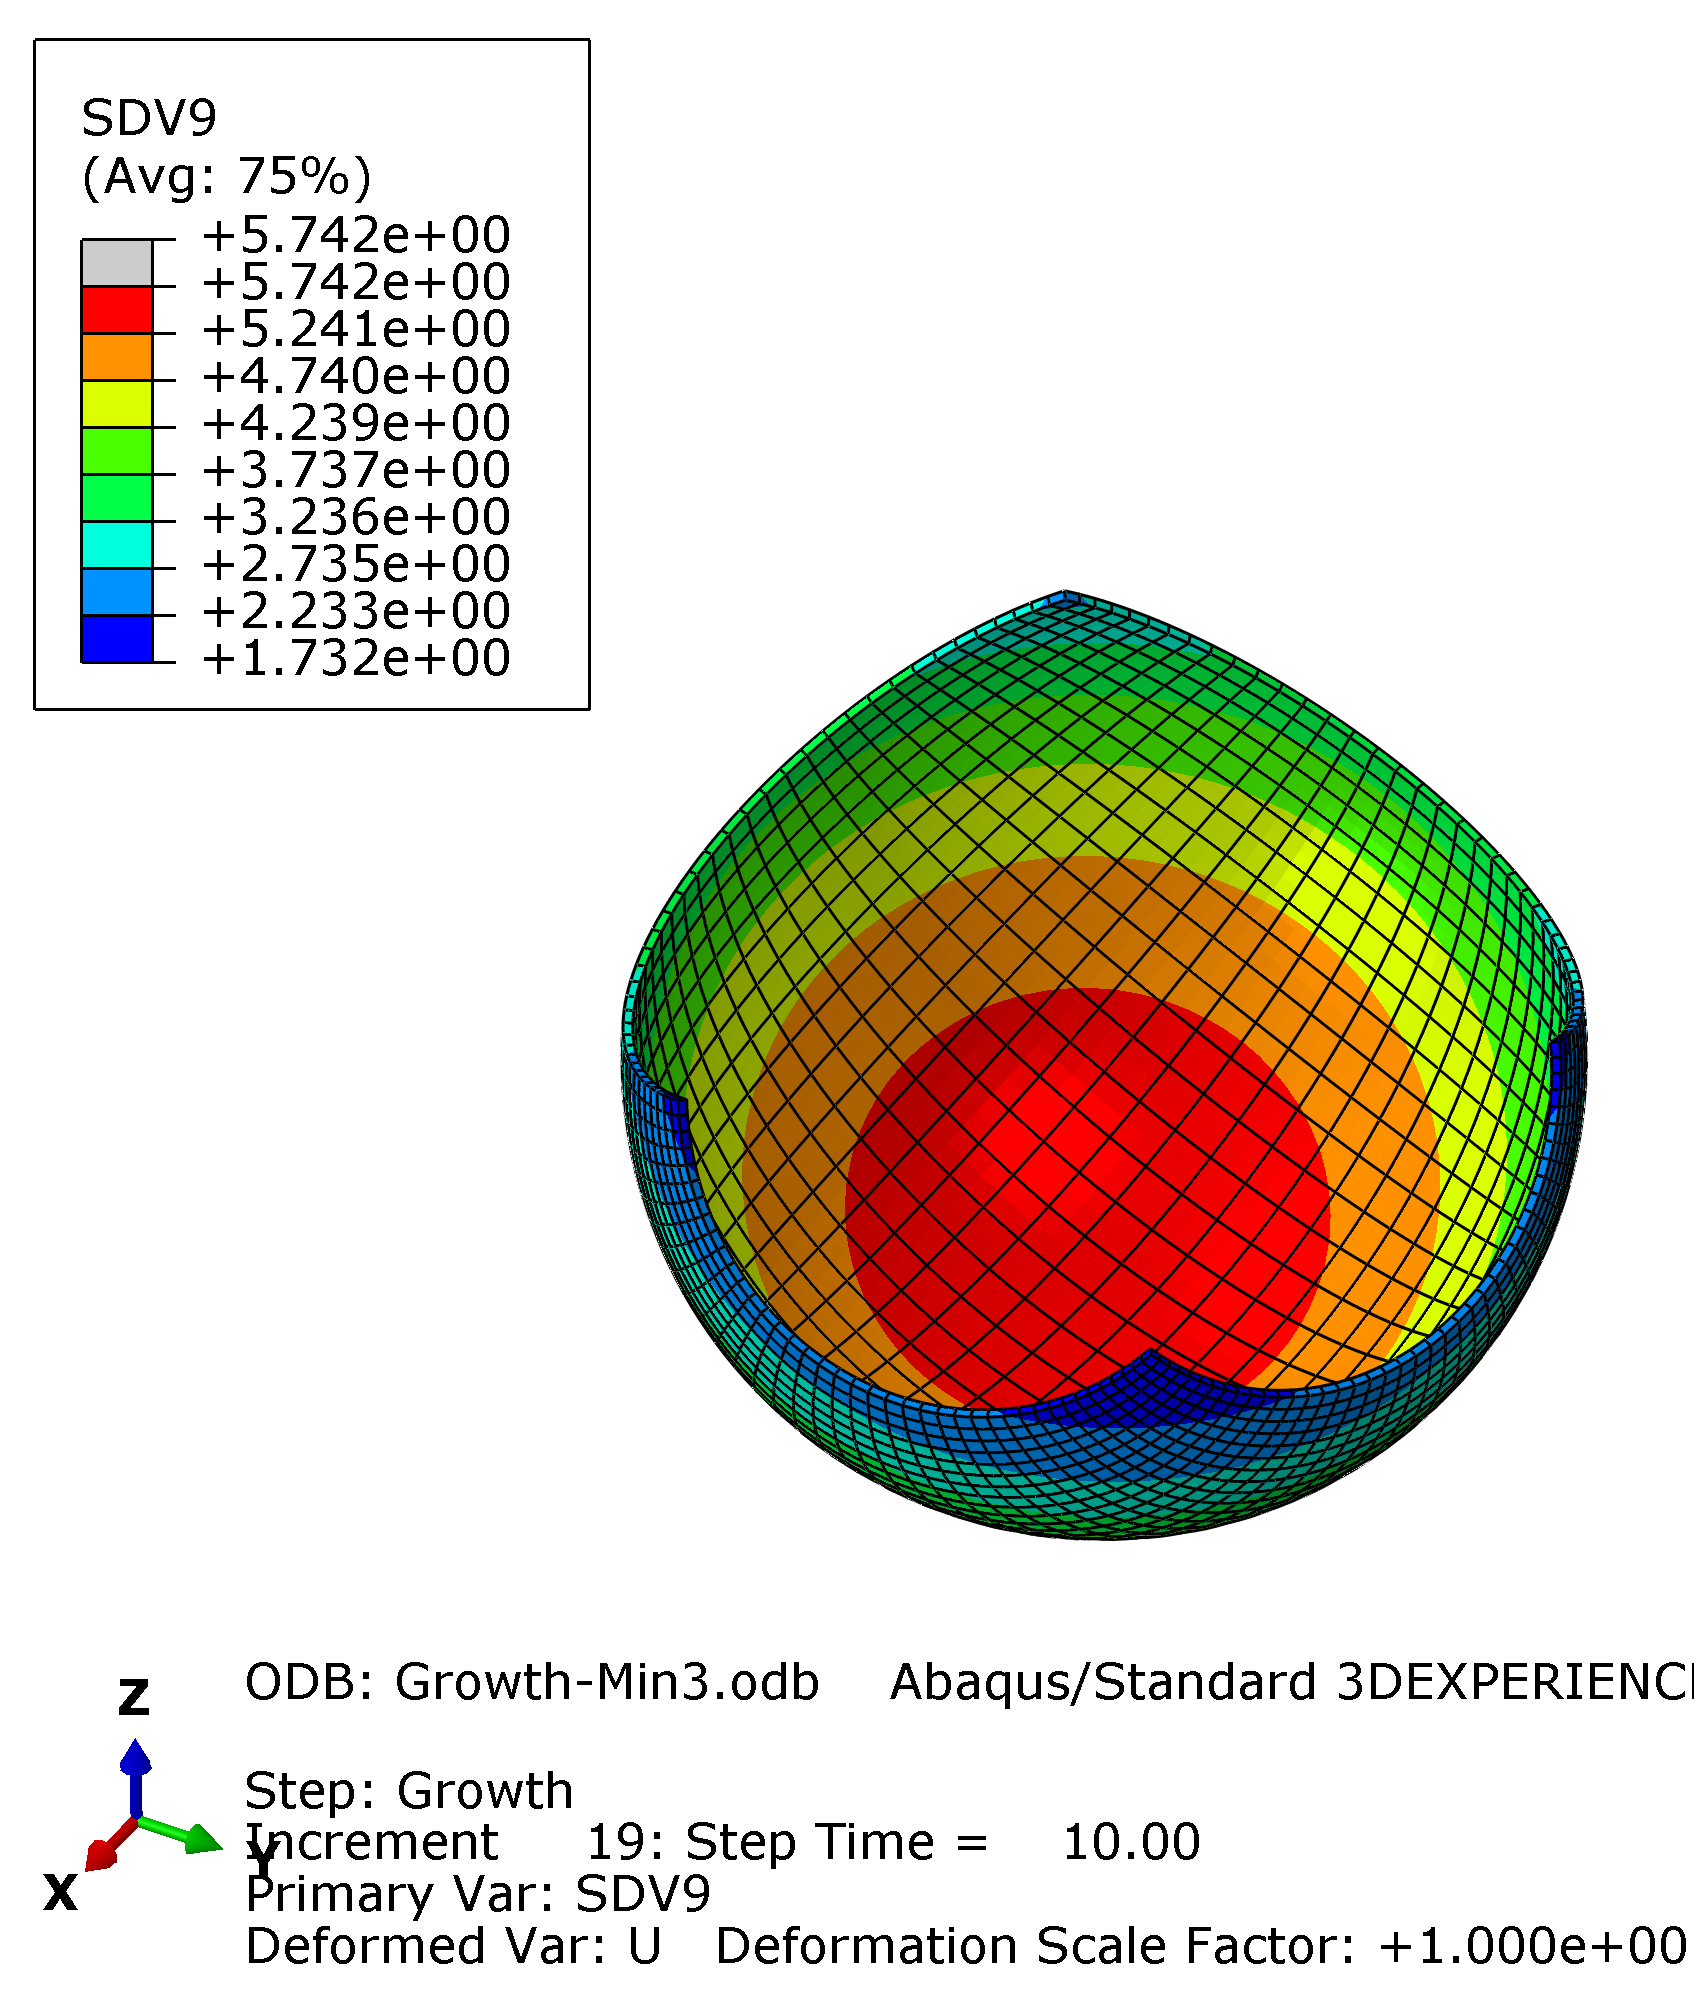 SDV9
(Avg: 75%)
+5.742e+00
+5.742e+00
+5.241e+00
+4.740e+00
+4.239e+00
+3.737e+00
+3.236e+00
+2.735e+00
+2.233e+00
+1.732e+00
Z
Y
X
ODB: Growth-Min3.odb    Abaqus/Standard 3DEXPERIENC
Step: Growth
Increment     19: Step Time =    10.00
Primary Var: SDV9
Deformed Var: U   Deformation Scale Factor: +1.000e+00